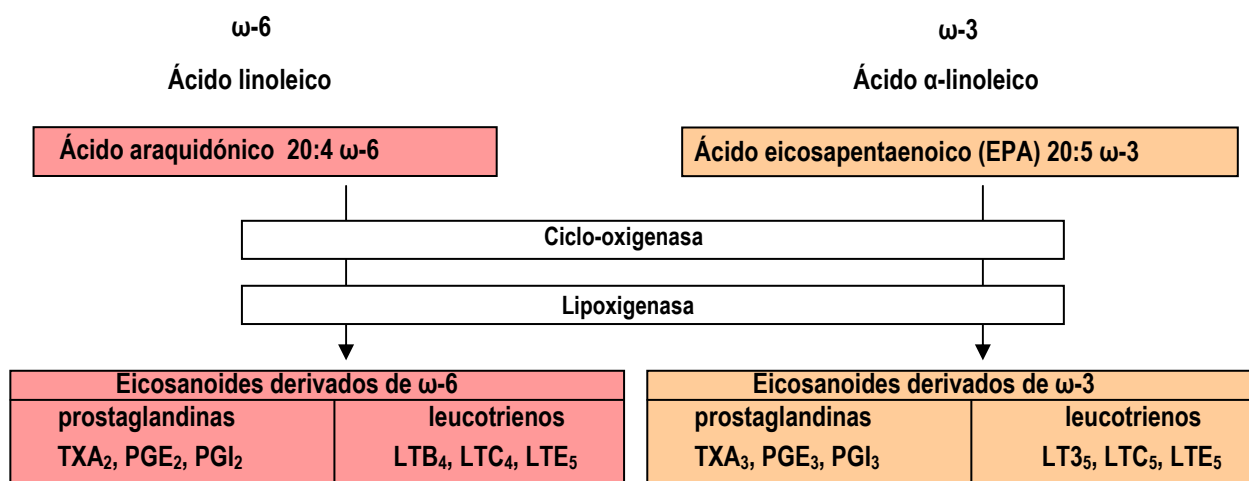 ω-6
Ácido linoleico
Ácido araquidónico 20:4 ω-6
ω-3
Ácido α-linoleico
Ácido eicosapentaenoico (EPA) 20:5 ω-3
Ciclo-oxigenasa
Lipoxigenasa
Eicosanoides derivados de ω-6
prostaglandinas
TXA₂, PGE₂, PGI₂
leucotrienos
LTB₄, LTC₄, LTE₅
Eicosanoides derivados de ω-3
prostaglandinas
TXA₃, PGE₃, PGI₃
leucotrienos
LT3₅, LTC₅, LTE₅